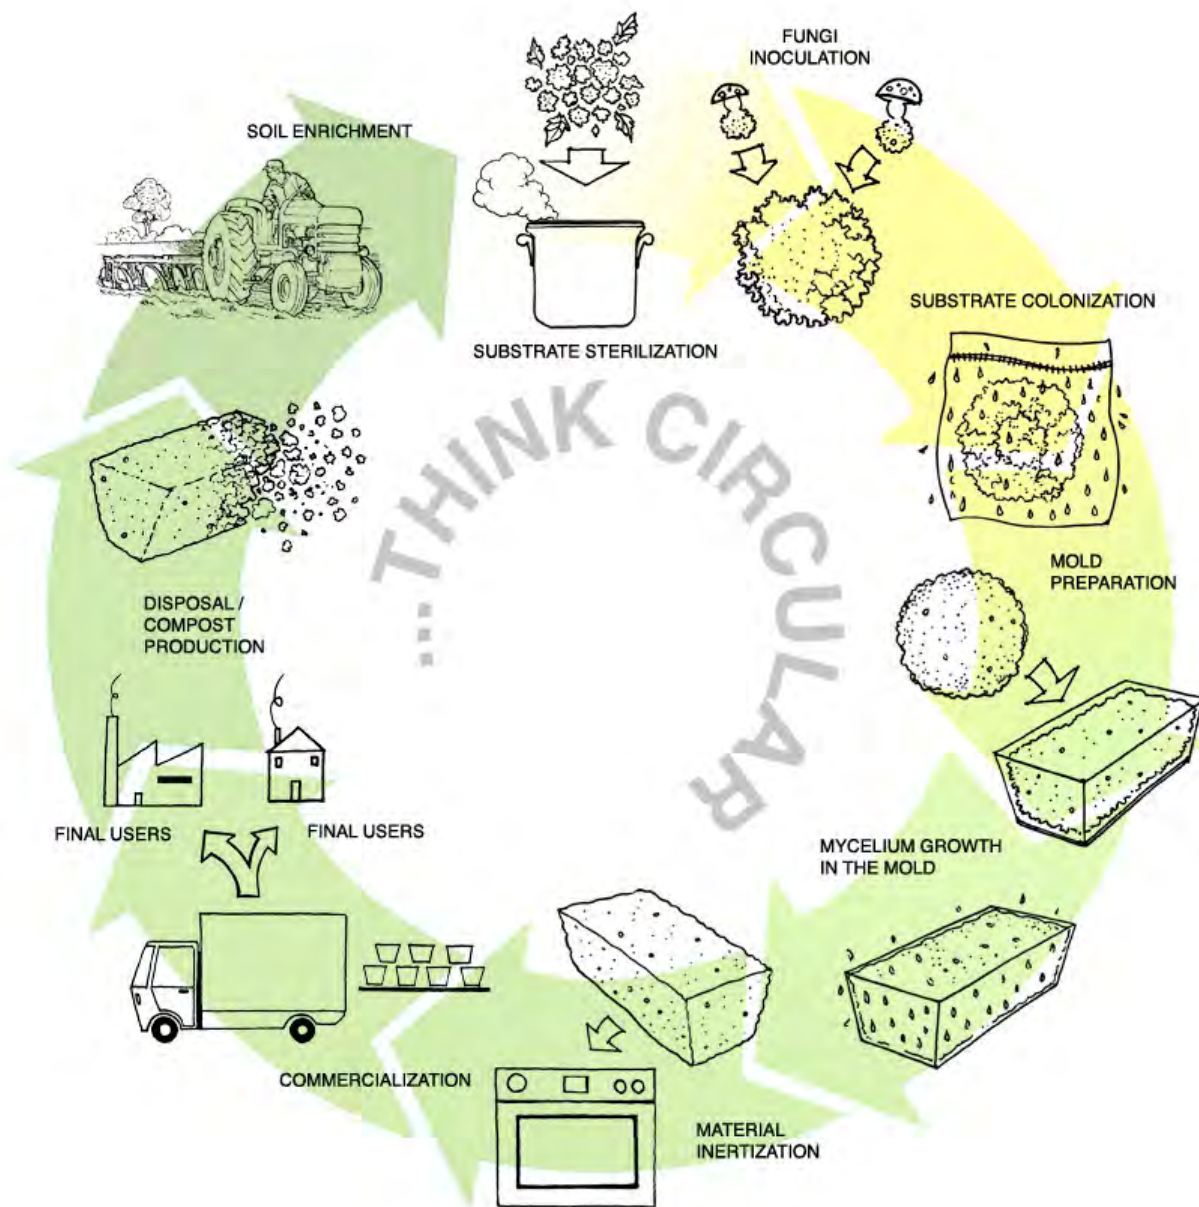 FUNGI
INOCULATION
SOIL ENRICHMENT
SUBSTRATE COLONIZATION
SUBSTRATE STERILIZATION
...THINK CIRCULAR
MOLD
PREPARATION
DISPOSAL /
COMPOST
PRODUCTION
FINAL USERS
FINAL USERS
MYCELIUM GROWTH
IN THE MOLD
COMMERCIALIZATION
MATERIAL
INERTIZATION